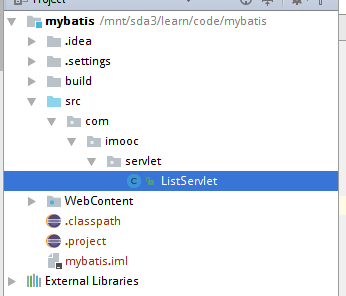 Project
mybatis /mnt/sda3/learn/code/mybatis
.idea
.settings
build
src
com
imooc
servlet
ListServlet
WebContent
.classpath
.project
mybatis.iml
External Libraries